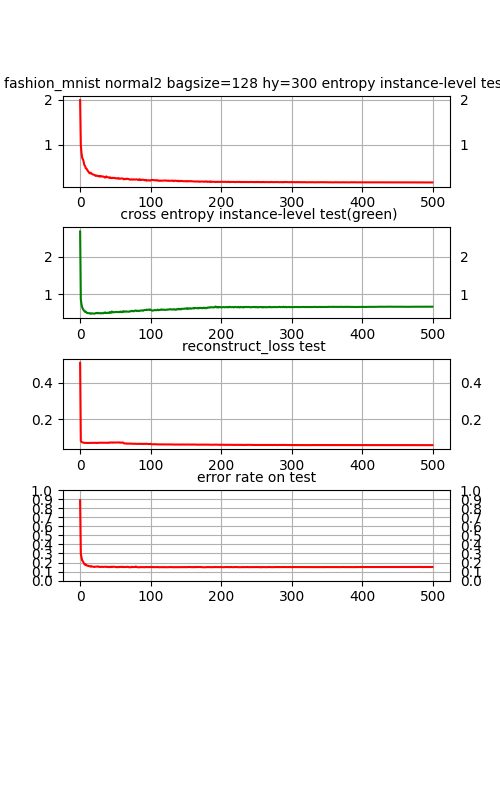 fashion_mnist normal2 bagsize=128 hy=300 entropy instance-level tes
2 2
1 1
0 100 200 300 400 500
cross entropy instance-level test(green)
2 2
1 1
0 100 200 300 400 500
reconstruct_loss test
0.4 0.4
0.2 0.2
0 100 200 300 400 500
error rate on test
1.0 1.0
0.9 0.9
0.8 0.8
0.7 0.7
0.6 0.6
0.5 0.5
0.4 0.4
0.3 0.3
0.2 0.2
0.1 0.1
0.0 0.0
0 100 200 300 400 500